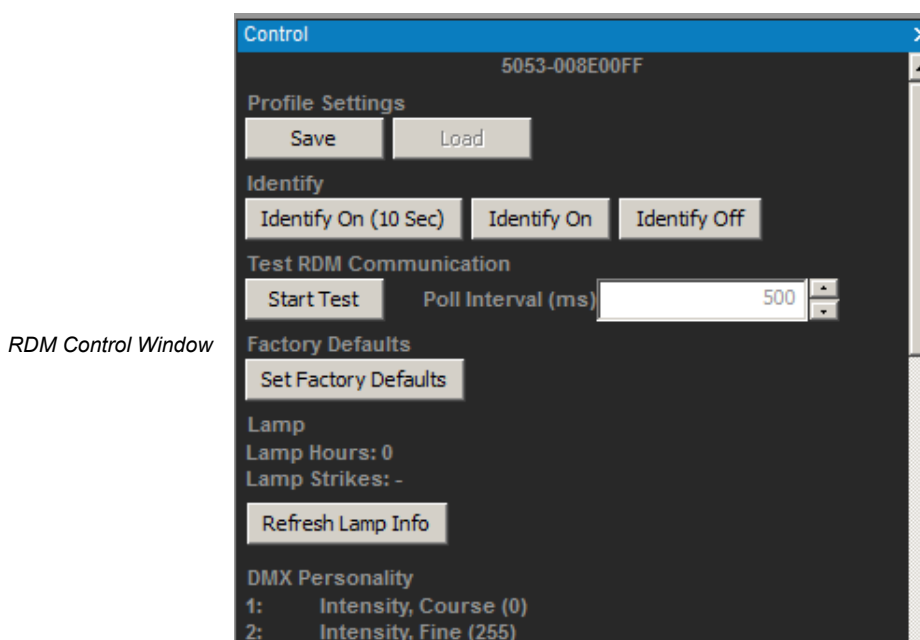 Control
5053-008E00FF
Profile Settings
Save Load
Identify
Identify On (10 Sec) Identify On Identify Off
Test RDM Communication
Start Test Poll Interval (ms) 500
RDM Control Window
Factory Defaults
Set Factory Defaults
Lamp
Lamp Hours: 0
Lamp Strikes: -
Refresh Lamp Info
DMX Personality
1: Intensity, Course (0)
2: Intensity, Fine (255)